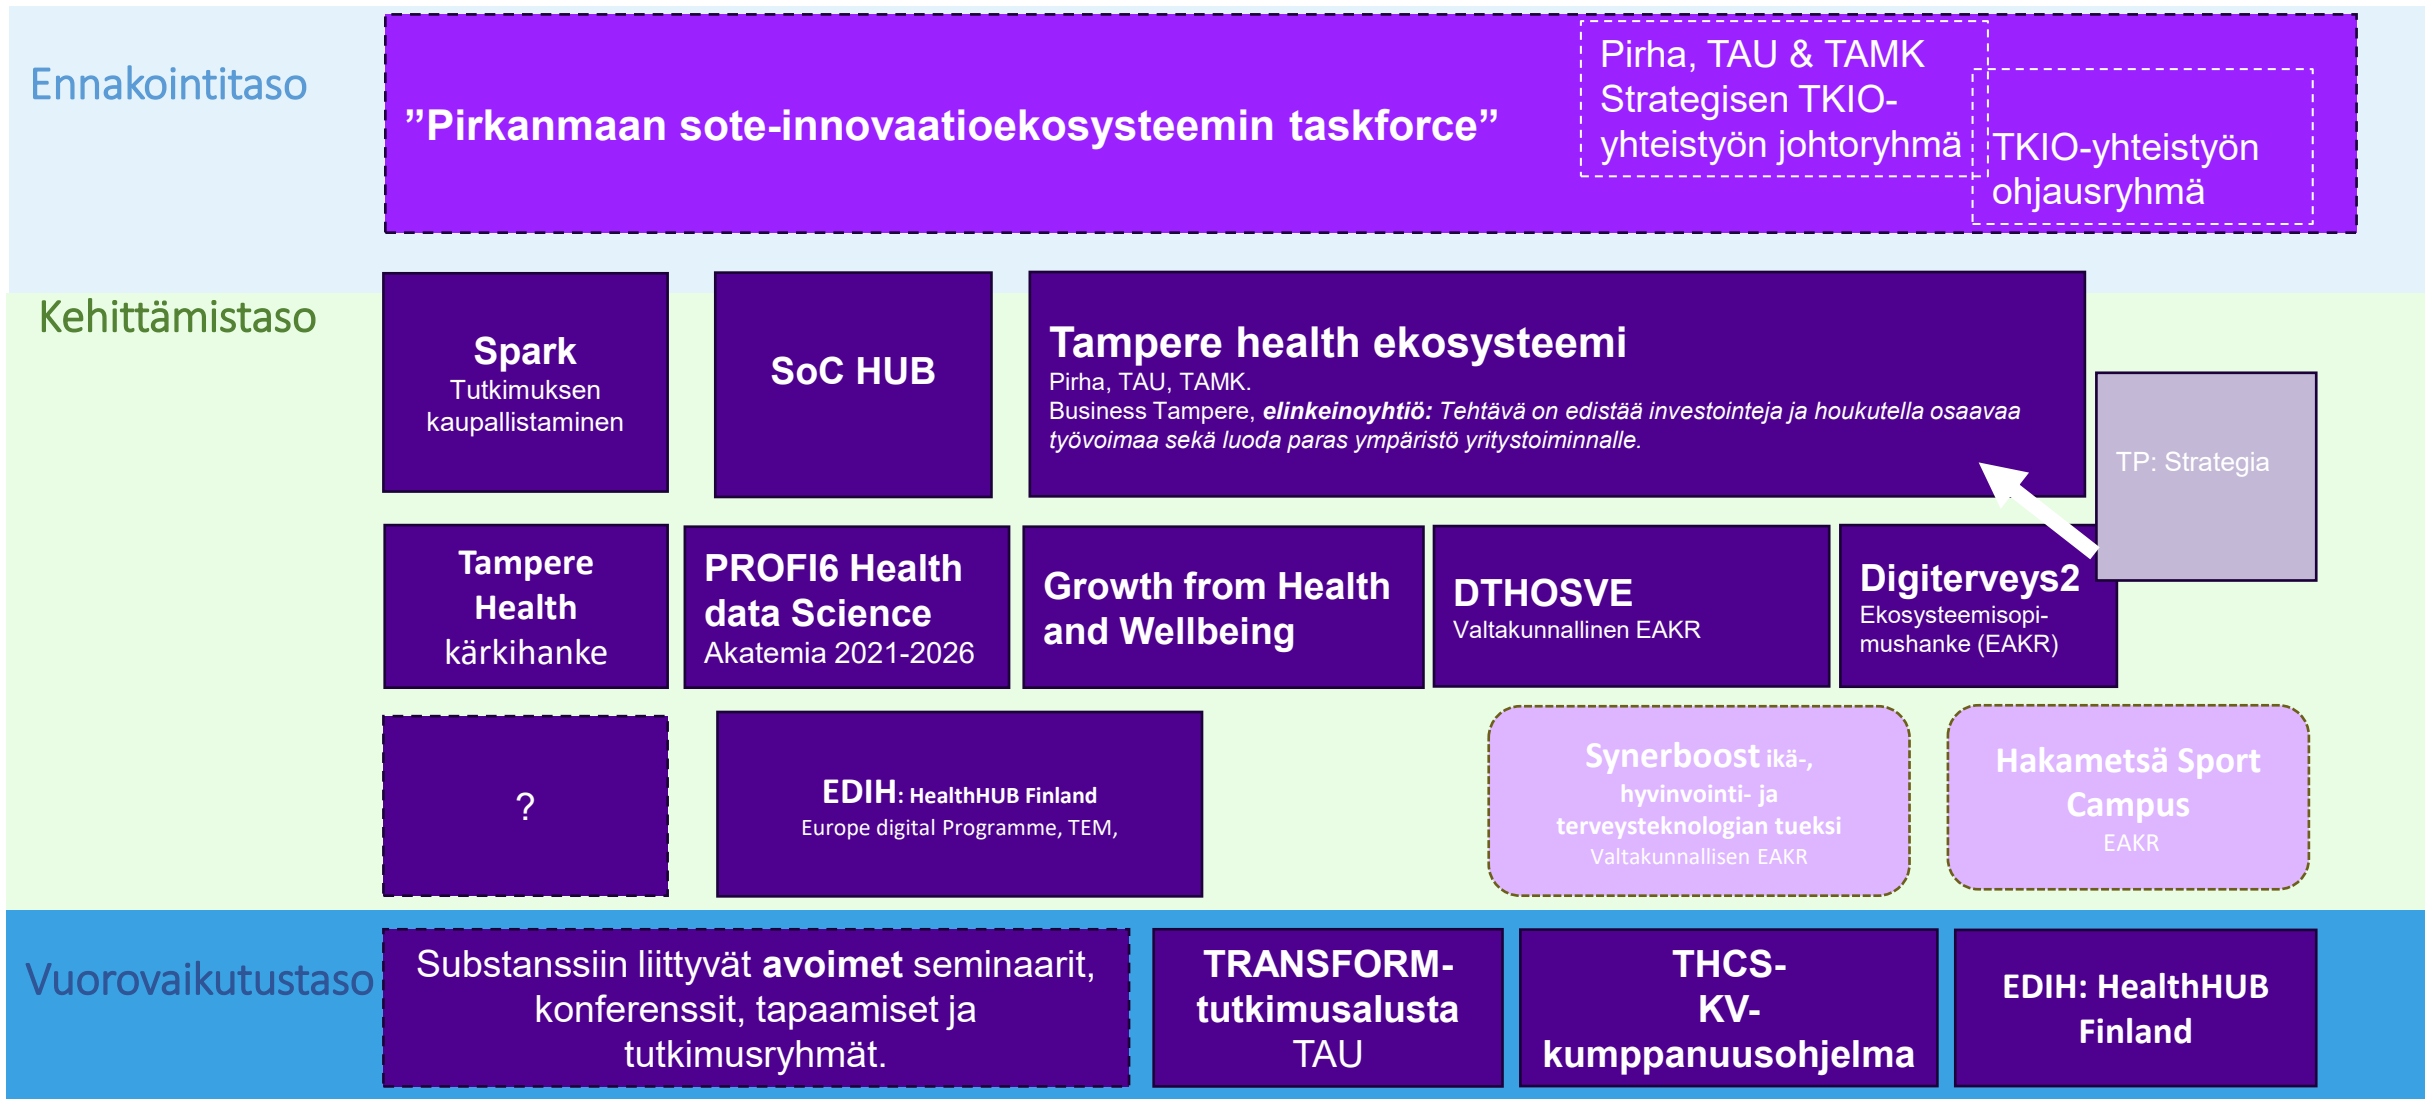 Ennakointitaso
”Pirkanmaan sote-innovaatioekosysteemin taskforce”
Pirha, TAU & TAMK
Strategisen TKIO-
yhteistyön johtoryhmä
TKIO-yhteistyön
ohjausryhmä
Kehittämistaso
Spark
Tutkimuksen
kaupallistaminen
SoC HUB
Tampere health ekosysteemi
Pirha, TAU, TAMK.
Business Tampere, elinkeinoyhtiö: Tehtävä on edistää investointeja ja houkutella osaavaa
työvoimaa sekä luoda paras ympäristö yritystoiminnalle.
TP: Strategia
Tampere
Health
kärkihanke
PROFI6 Health
data Science
Akatemia 2021-2026
Growth from Health
and Wellbeing
DTHOSVE
Valtakunnallinen EAKR
Digiterveys2
Ekosysteemisopi-
mushanke (EAKR)
?
EDIH: HealthHUB Finland
Europe digital Programme, TEM,
Synerboost ikä-,
hyvinvointi- ja
terveysteknologian tueksi
Valtakunnallisen EAKR
Hakametsä Sport
Campus
EAKR
Vuorovaikutustaso
Substanssiin liittyvät avoimet seminaarit,
konferenssit, tapaamiset ja
tutkimusryhmät.
TRANSFORM-
tutkimusalusta
TAU
THCS-
KV-
kumppanuusohjelma
EDIH: HealthHUB
Finland